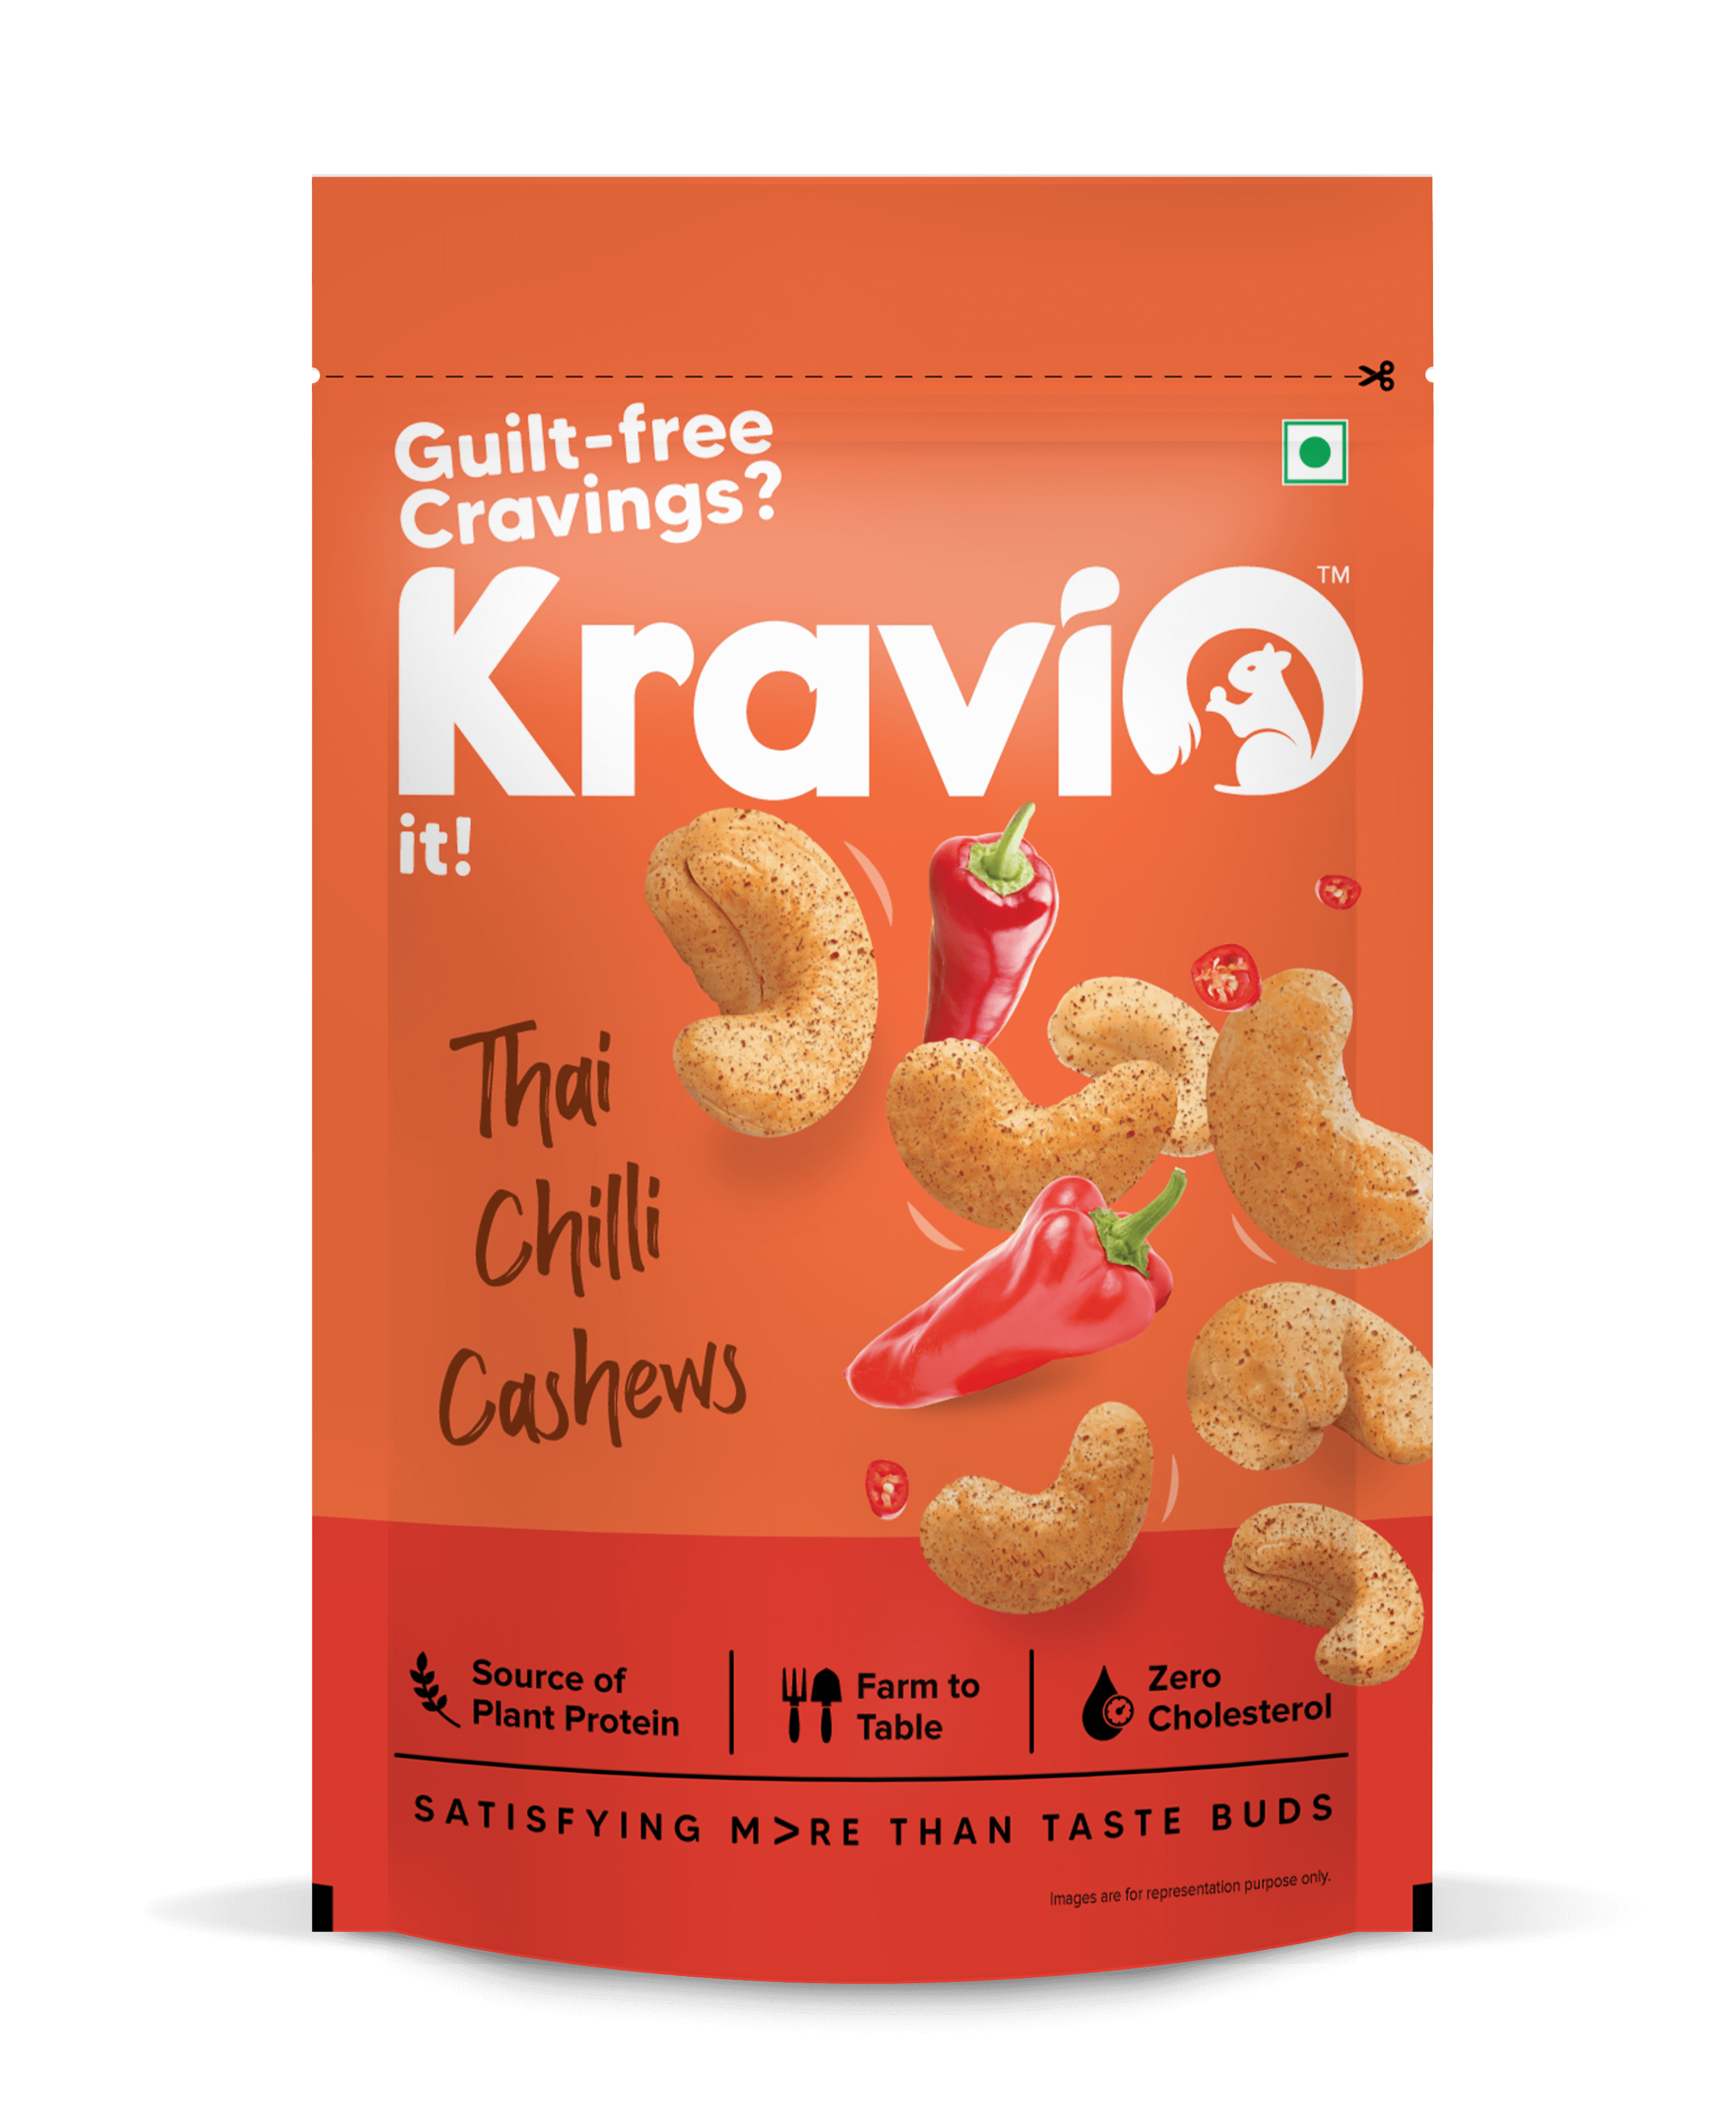 Guilt-free
Cravings?
Kravio
TM
it!
Thai
Chilli
Cashews
Source of
Plant Protein
Farm to
Table
Zero
Cholesterol
SATISFYING M>RE THAN TASTE BUDS
Images are for representation purpose only.